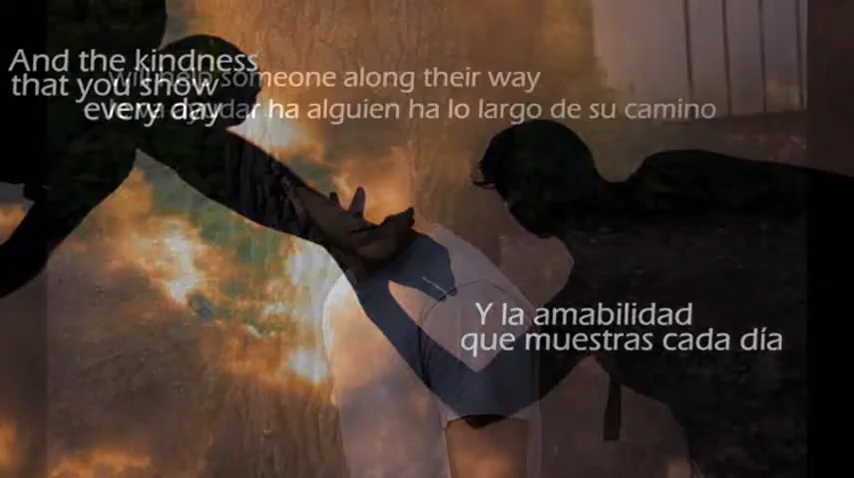 And the kindness
that you show
every day
will help someone along their way
ayudar ha alguien ha lo largo de su camino
Y la amabilidad
que muestras cada día